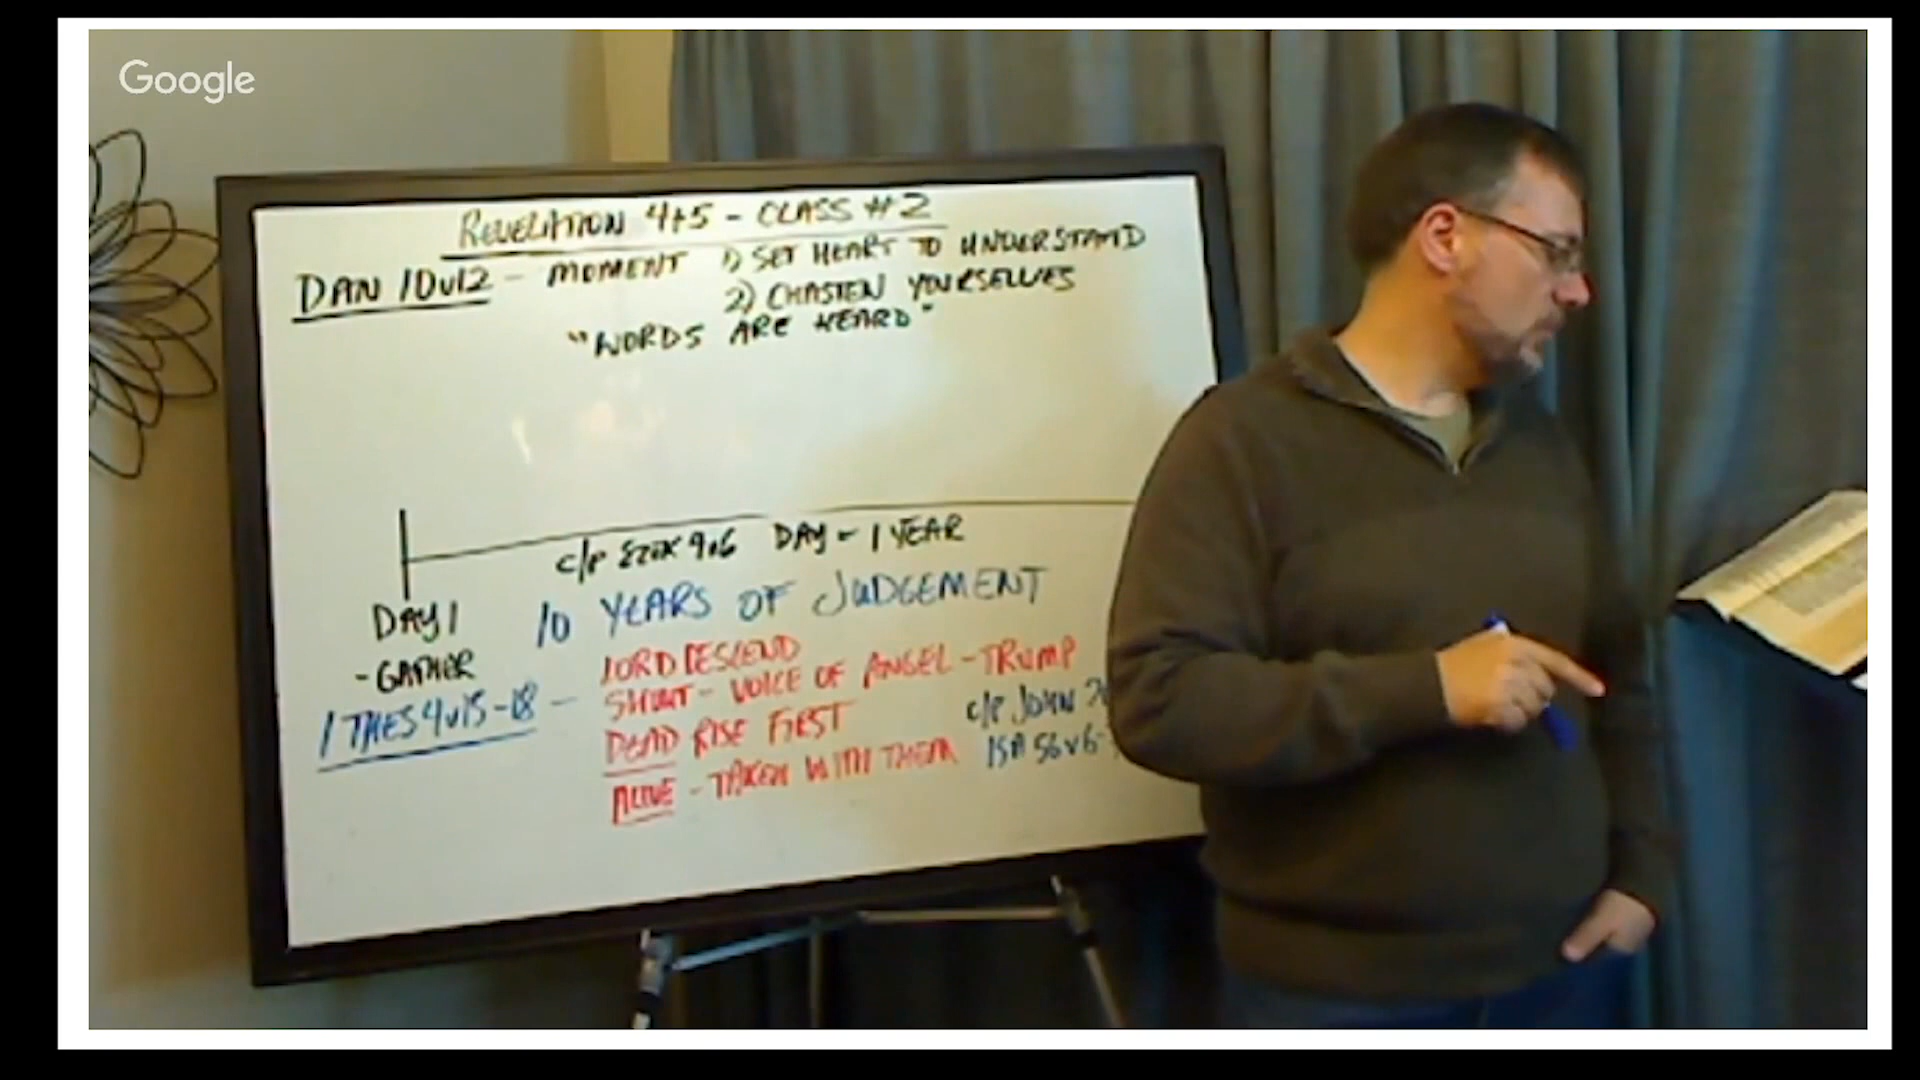 Google
REVELATION 4+5 - CLASS #2
DAN 10v12 - MOMENT 1) SET HEART TO UNDERSTAND
2) CHASTEN YOURSELVES
"WORDS ARE HEARD"
c/p EZEK 4v6 DAY = 1 YEAR
DAY 1
10 YEARS OF JUDGEMENT
- GATHER
1 THES 4v15-18 -
LORD DESCEND
SHOUT - VOICE OF ANGEL - TRUMP
DEAD RISE FIRST
c/p JOHN
ALIVE - TAKEN WITH THEM
ISA 56v6-